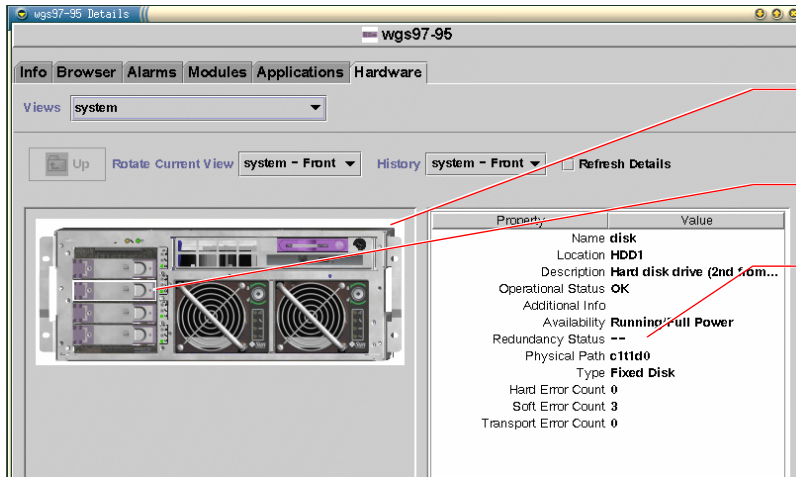 wgs97-95 Details
wgs97-95
Info Browser Alarms Modules Applications Hardware
Views system
Up Rotate Current View system - Front History system - Front Refresh Details
Property Value
Name disk
Location HDD1
Description Hard disk drive (2nd from...
Operational Status OK
Additional Info
Availability Running/Full Power
Redundancy Status --
Physical Path c1t1d0
Type Fixed Disk
Hard Error Count 0
Soft Error Count 3
Transport Error Count 0